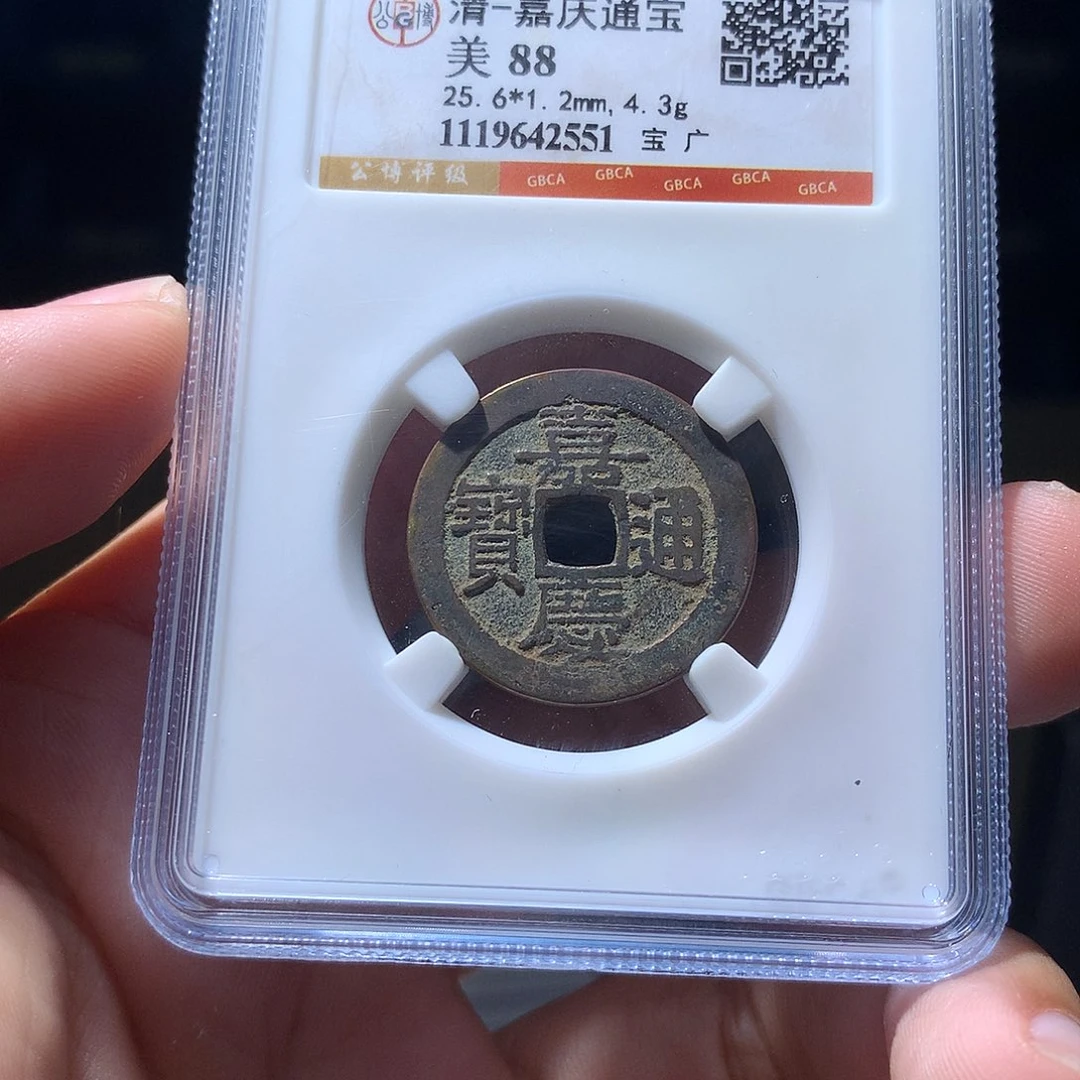 清-嘉庆通宝
美 88
25.6*1.2mm, 4.3g
1119642551 宝广
公博评级 GBCA GBCA GBCA GBCA GBCA
嘉
寶 通
慶